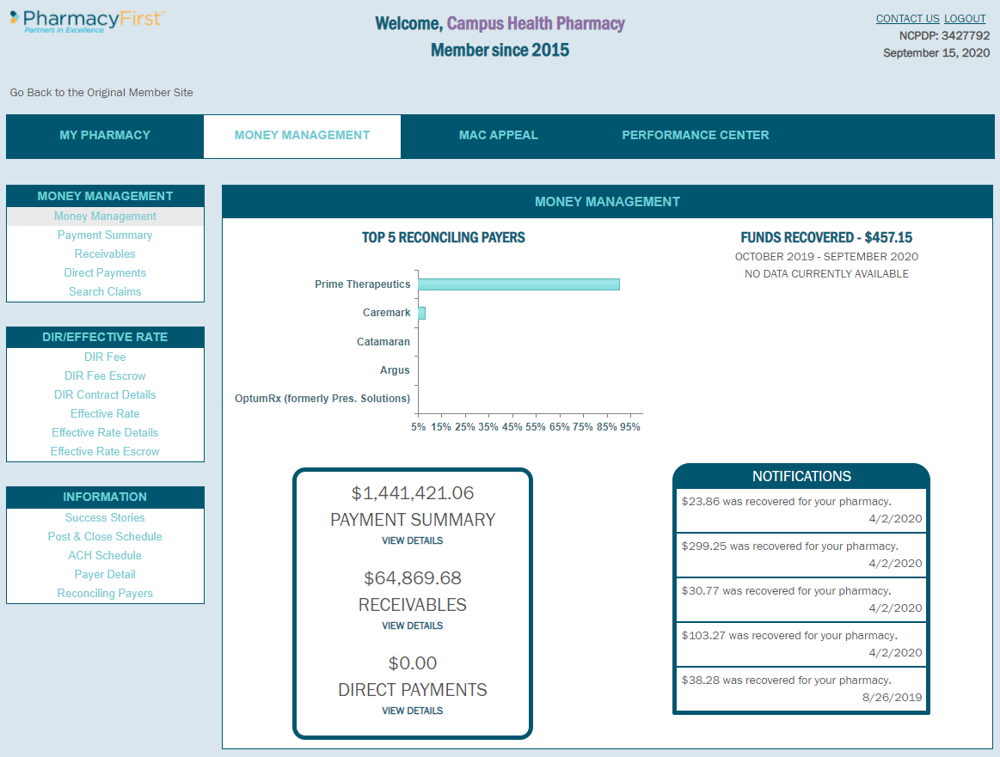 PharmacyFirst™
Partners in Excellence
Welcome, Campus Health Pharmacy
Member since 2015
CONTACT US LOGOUT
NCPDP: 3427792
September 15, 2020
Go Back to the Original Member Site
MY PHARMACY
MONEY MANAGEMENT
MAC APPEAL
PERFORMANCE CENTER
MONEY MANAGEMENT
Money Management
Payment Summary
Receivables
Direct Payments
Search Claims
DIR/EFFECTIVE RATE
DIR Fee
DIR Fee Escrow
DIR Contract Details
Effective Rate
Effective Rate Details
Effective Rate Escrow
INFORMATION
Success Stories
Post & Close Schedule
ACH Schedule
Payer Detail
Reconciling Payers
MONEY MANAGEMENT
TOP 5 RECONCILING PAYERS
Prime Therapeutics
Caremark
Catamaran
Argus
OptumRx (formerly Pres. Solutions)
5% 15% 25% 35% 45% 55% 65% 75% 85% 95%
FUNDS RECOVERED - $457.15
OCTOBER 2019 - SEPTEMBER 2020
NO DATA CURRENTLY AVAILABLE
$1,441,421.06
PAYMENT SUMMARY
VIEW DETAILS
$64,869.68
RECEIVABLES
VIEW DETAILS
$0.00
DIRECT PAYMENTS
VIEW DETAILS
NOTIFICATIONS
$23.86 was recovered for your pharmacy.
4/2/2020
$299.25 was recovered for your pharmacy.
4/2/2020
$30.77 was recovered for your pharmacy.
4/2/2020
$103.27 was recovered for your pharmacy.
4/2/2020
$38.28 was recovered for your pharmacy.
8/26/2019